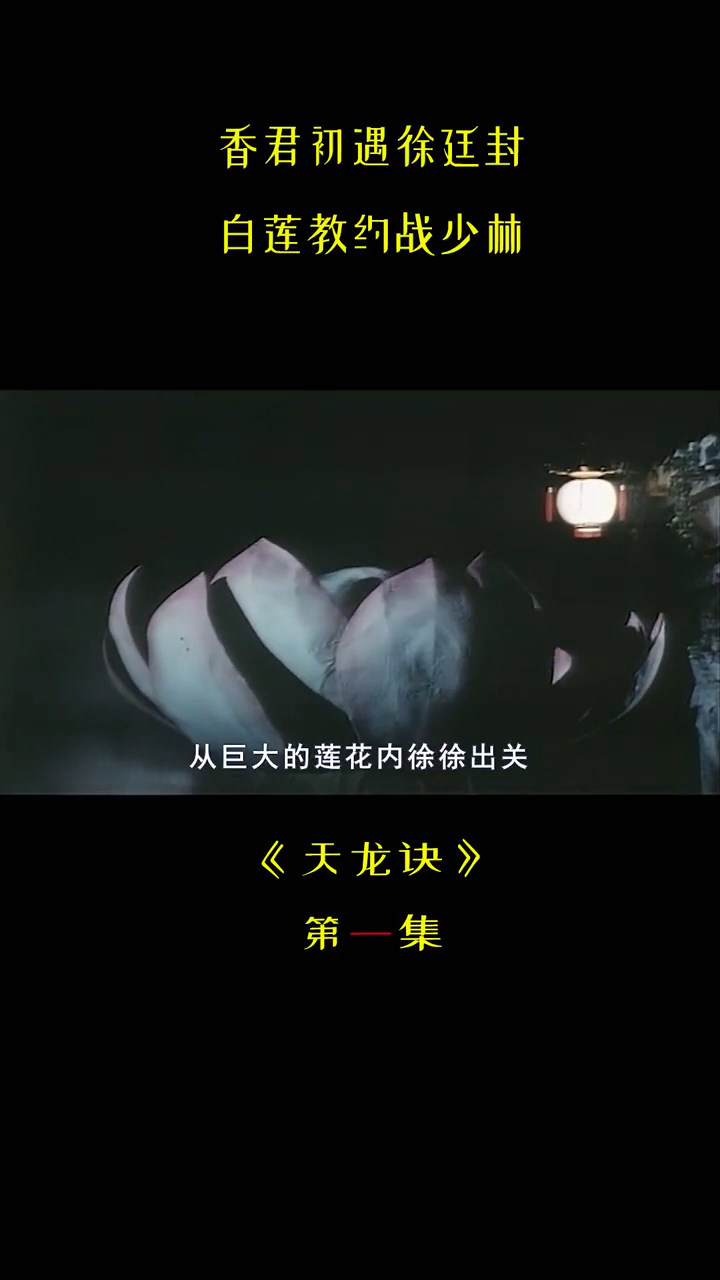 香君初遇徐廷封
白莲教约战少林
从巨大的莲花内徐徐出关
《天龙诀》
第一集